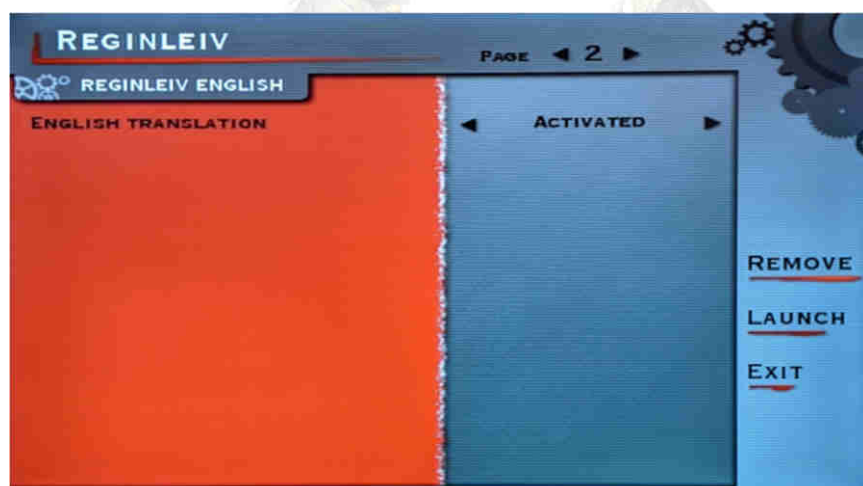 REGINLEIV
PAGE ◀ 2 ▶
REGINLEIV ENGLISH
ENGLISH TRANSLATION ◀ ACTIVATED ▶
REMOVE
LAUNCH
EXIT